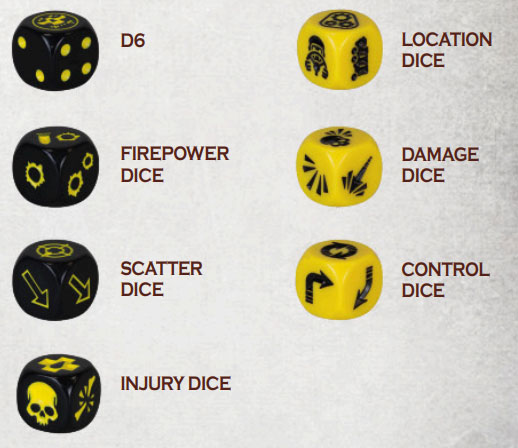 D6
FIREPOWER
DICE
SCATTER
DICE
INJURY DICE
LOCATION
DICE
DAMAGE
DICE
CONTROL
DICE